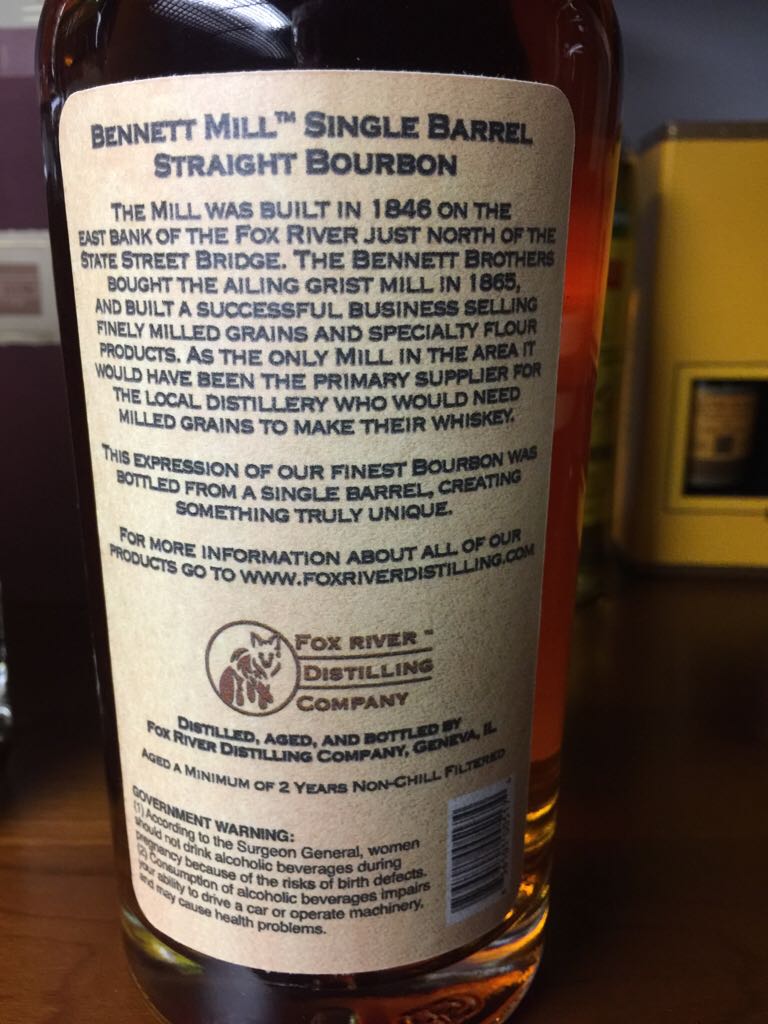 BENNETT MILL™ SINGLE BARREL
STRAIGHT BOURBON
THE MILL WAS BUILT IN 1846 ON THE
EAST BANK OF THE FOX RIVER JUST NORTH OF THE
STATE STREET BRIDGE. THE BENNETT BROTHERS
BOUGHT THE AILING GRIST MILL IN 1865,
AND BUILT A SUCCESSFUL BUSINESS SELLING
FINELY MILLED GRAINS AND SPECIALTY FLOUR
PRODUCTS. AS THE ONLY MILL IN THE AREA IT
WOULD HAVE BEEN THE PRIMARY SUPPLIER FOR
THE LOCAL DISTILLERY WHO WOULD NEED
MILLED GRAINS TO MAKE THEIR WHISKEY.
THIS EXPRESSION OF OUR FINEST BOURBON WAS
BOTTLED FROM A SINGLE BARREL, CREATING
SOMETHING TRULY UNIQUE.
FOR MORE INFORMATION ABOUT ALL OF OUR
PRODUCTS GO TO WWW.FOXRIVERDISTILLING.COM
FOX RIVER ™
DISTILLING
COMPANY
DISTILLED, AGED, AND BOTTLED BY
FOX RIVER DISTILLING COMPANY, GENEVA, IL
AGED A MINIMUM OF 2 YEARS NON-CHILL FILTERED
GOVERNMENT WARNING:
(1) According to the Surgeon General, women
should not drink alcoholic beverages during
pregnancy because of the risks of birth defects.
(2) Consumption of alcoholic beverages impairs
your ability to drive a car or operate machinery,
and may cause health problems.